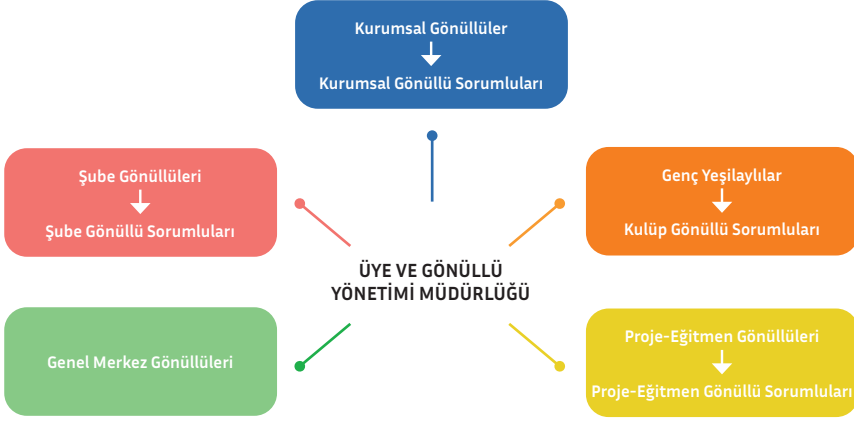 Kurumsal Gönüllüler
Kurumsal Gönüllü Sorumluları
Şube Gönüllüleri
Şube Gönüllü Sorumluları
Genç Yeşilaylılar
Kulüp Gönüllü Sorumluları
ÜYE VE GÖNÜLLÜ
YÖNETİMİ MÜDÜRLÜĞÜ
Genel Merkez Gönüllüleri
Proje-Eğitmen Gönüllüleri
Proje-Eğitmen Gönüllü Sorumluları